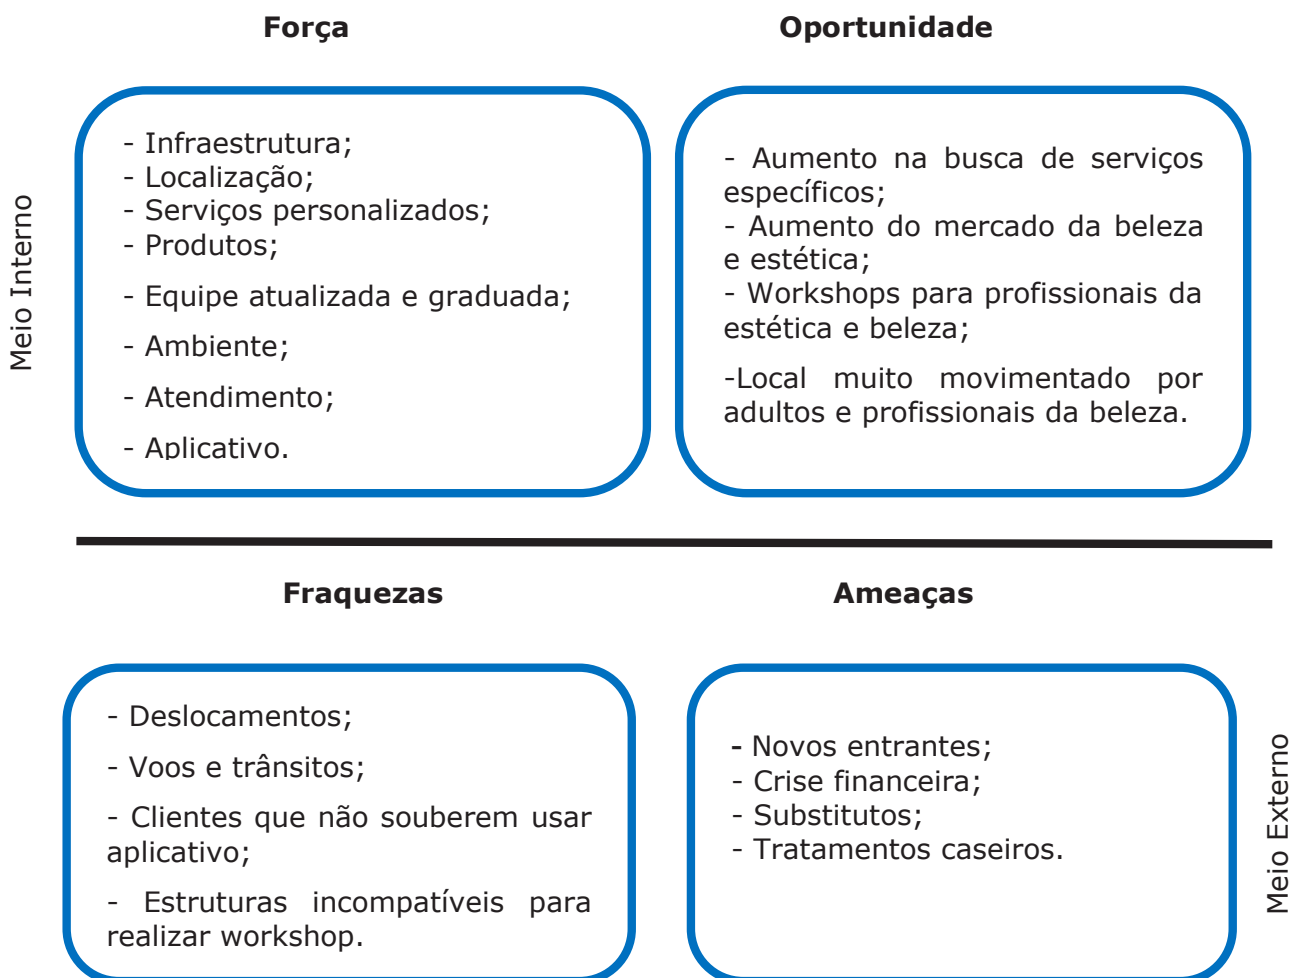 Força
Oportunidade
Meio Interno
- Infraestrutura;
- Localização;
- Serviços personalizados;
- Produtos;
- Equipe atualizada e graduada;
- Ambiente;
- Atendimento;
- Aplicativo.
- Aumento na busca de serviços
específicos;
- Aumento do mercado da beleza
e estética;
- Workshops para profissionais da
estética e beleza;
-Local muito movimentado por
adultos e profissionais da beleza.
Fraquezas
Ameaças
- Deslocamentos;
- Voos e trânsitos;
- Clientes que não souberem usar
aplicativo;
- Estruturas incompatíveis para
realizar workshop.
- Novos entrantes;
- Crise financeira;
- Substitutos;
- Tratamentos caseiros.
Meio Externo